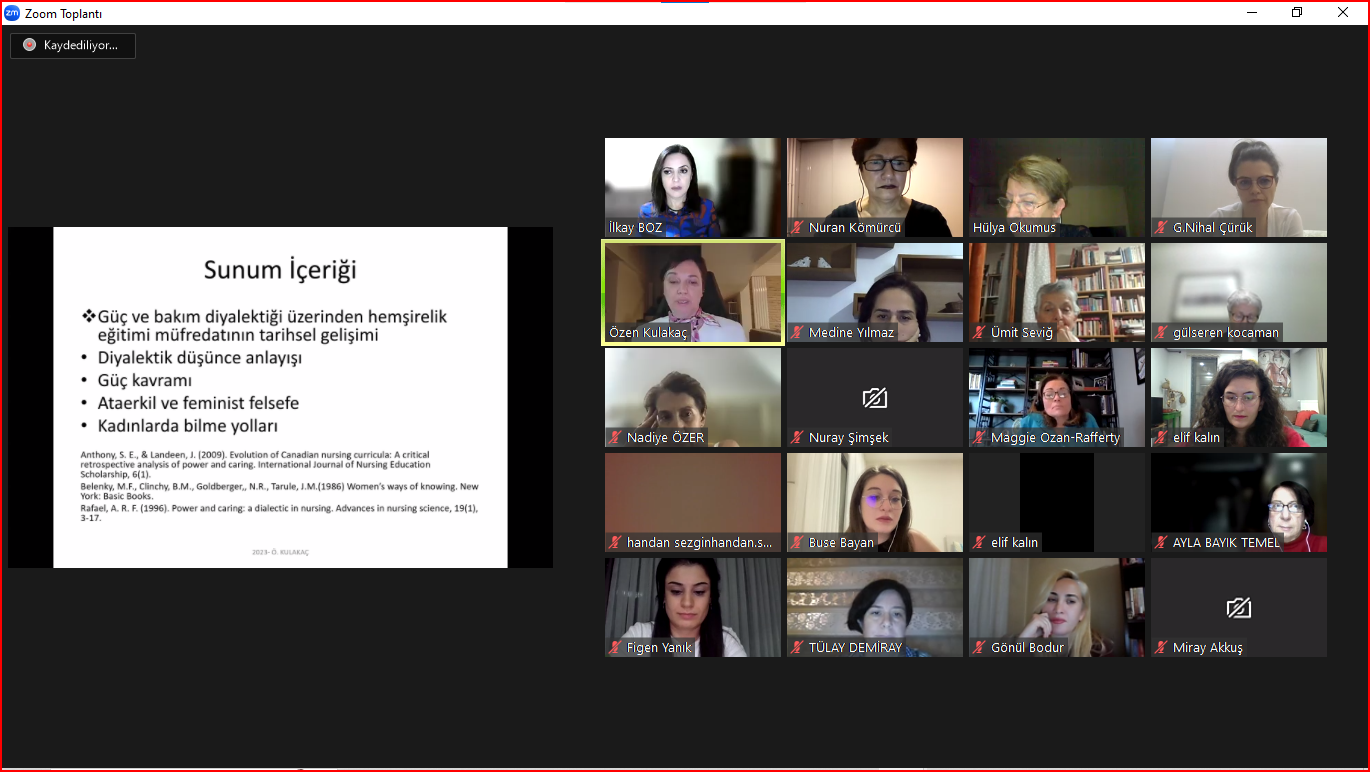 zm Zoom Toplantı
Kaydediliyor...
Sunum İçeriği
❖Güç ve bakım diyalektiği üzerinden hemşirelik
eğitimi müfredatının tarihsel gelişimi
• Diyalektik düşünce anlayışı
• Güç kavramı
• Ataerkil ve feminist felsefe
• Kadınlarda bilme yolları
Anthony, S. E., & Landeen, J. (2009). Evolution of Canadian nursing curricula: A critical
retrospective analysis of power and caring. International Journal of Nursing Education
Scholarship, 6(1).
Belenky, M.F., Clinchy, B.M., Goldberger,, N.R., Tarule, J.M.(1986) Women's ways of knowing. New
York: Basic Books.
Rafael, A. R. F. (1996). Power and caring: a dialectic in nursing. Advances in nursing science, 19(1),
3-17.
2023- Ö. KULAKAÇ
İlkay BOZ
Nuran Kömürcü
Hülya Okumus
G.Nihal Çürük
Özen Kulakaç
Medine Yılmaz
Ümit Seviğ
gülseren kocaman
Nadiye ÖZER
Nuray Şimşek
Maggie Ozan-Rafferty
elif kalın
handan sezginhandan.s...
Buse Bayan
elif kalın
AYLA BAYIK TEMEL
Figen Yanık
TÜLAY DEMİRAY
Gönül Bodur
Miray Akkuş